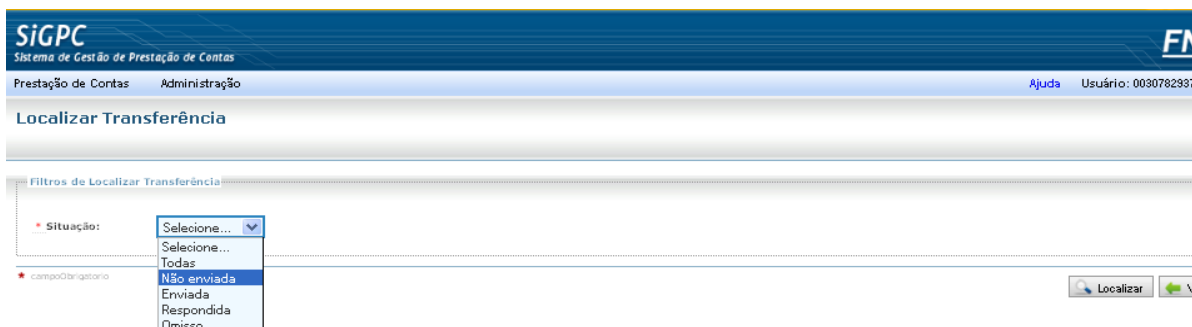 SiGPC
Sistema de Gestão de Prestação de Contas
Prestação de Contas Administração Ajuda Usuário: 0030782937
Localizar Transferência
Filtros de Localizar Transferência
* Situação: Selecione...
Selecione...
Todas
Não enviada
Enviada
Respondida
Omisso
* campoObrigatorio
Localizar